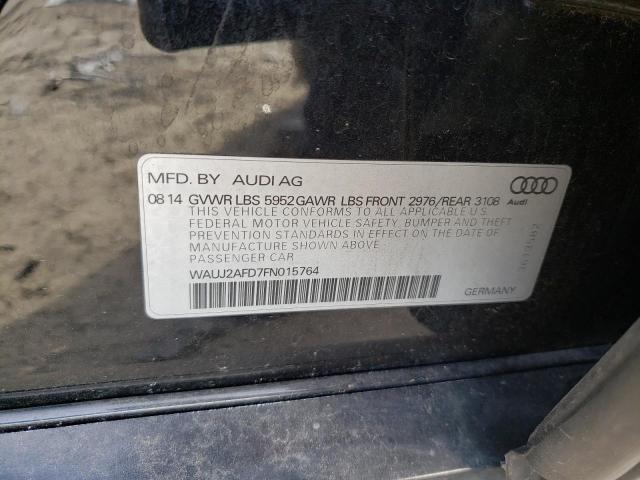 MFD. BY AUDI AG
08 14 GVWR LBS 5952 GAWR LBS FRONT 2976/REAR 3108
Audi
THIS VEHICLE CONFORMS TO ALL APPLICABLE U.S.
FEDERAL MOTOR VEHICLE SAFETY, BUMPER AND THEFT
PREVENTION STANDARDS IN EFFECT ON THE DATE OF
MANUFACTURE SHOWN ABOVE
PASSENGER CAR
WAUJ2AFD7FN015764
GERMANY